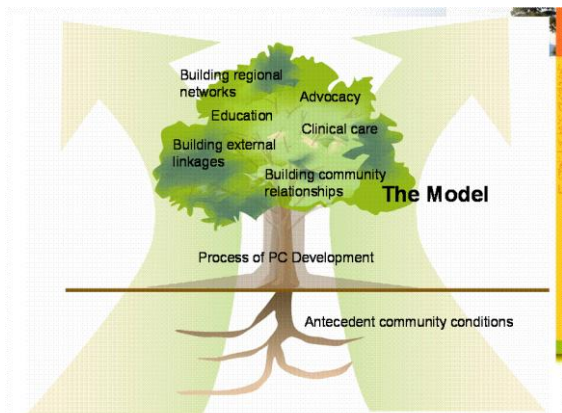 Building regional
networks
Advocacy
Education
Clinical care
Building external
linkages
Building community
relationships
The Model
Process of PC Development
Antecedent community conditions